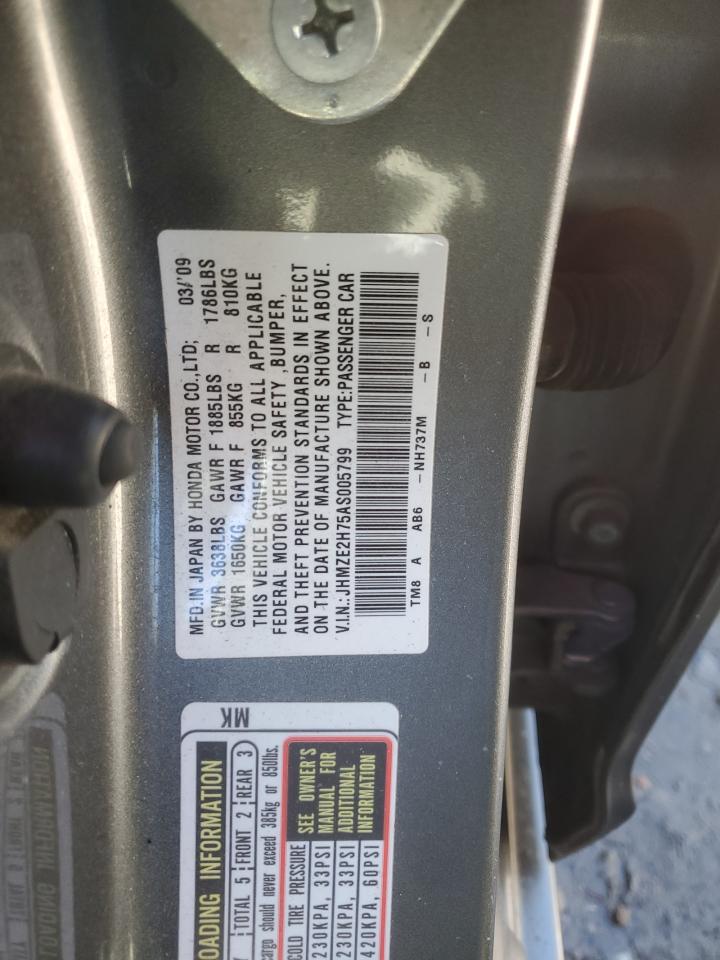 MFD.IN JAPAN BY HONDA MOTOR CO.,LTD; 03/'09
GVWR 3638LBS GAWR F 1885LBS R 1786LBS
GVWR 1650KG GAWR F 855KG R 810KG
THIS VEHICLE CONFORMS TO ALL APPLICABLE
FEDERAL MOTOR VEHICLE SAFETY ,BUMPER,
AND THEFT PREVENTION STANDARDS IN EFFECT
ON THE DATE OF MANUFACTURE SHOWN ABOVE.
V.I.N.:JHMZE2H75AS005799 TYPE:PASSENGER CAR
TM8 A AB6 -NH737M -B -S
MK
OADING INFORMATION
TOTAL 5 FRONT 2 REAR 3
cargo should never exceed 385kg or 850lbs.
COLD TIRE PRESSURE
230KPA, 33PSI
230KPA, 33PSI
420KPA, 60PSI
SEE OWNER'S
MANUAL FOR
ADDITIONAL
INFORMATION